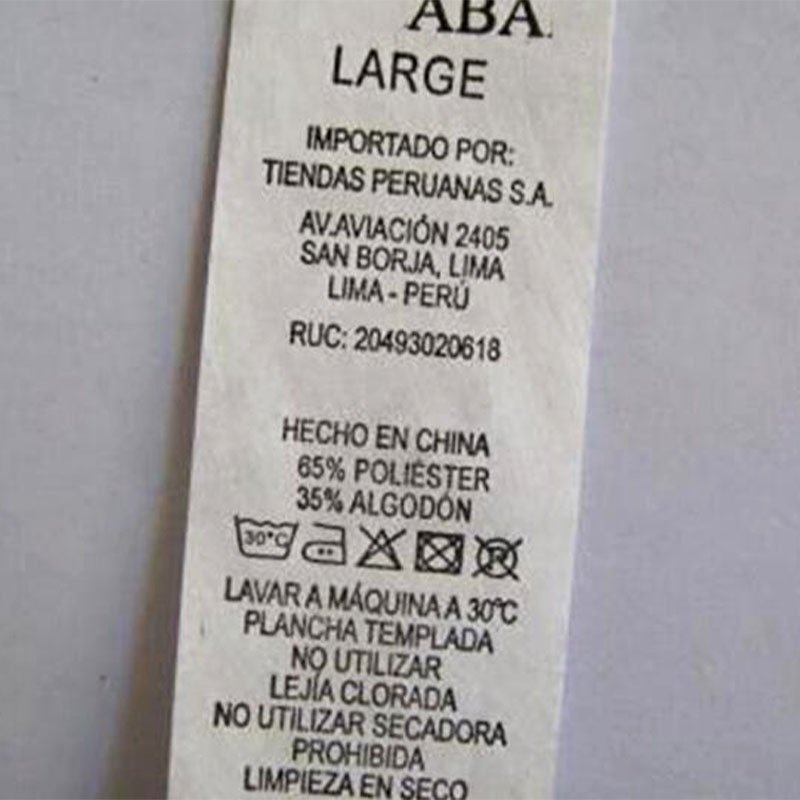 ABA
LARGE
IMPORTADO POR:
TIENDAS PERUANAS S.A.
AV.AVIACIÓN 2405
SAN BORJA, LIMA
LIMA - PERÚ
RUC: 20493020618
HECHO EN CHINA
65% POLIÉSTER
35% ALGODÓN
30°C
LAVAR A MÁQUINA A 30°C
PLANCHA TEMPLADA
NO UTILIZAR
LEJÍA CLORADA
NO UTILIZAR SECADORA
PROHIBIDA
LIMPIEZA EN SECO